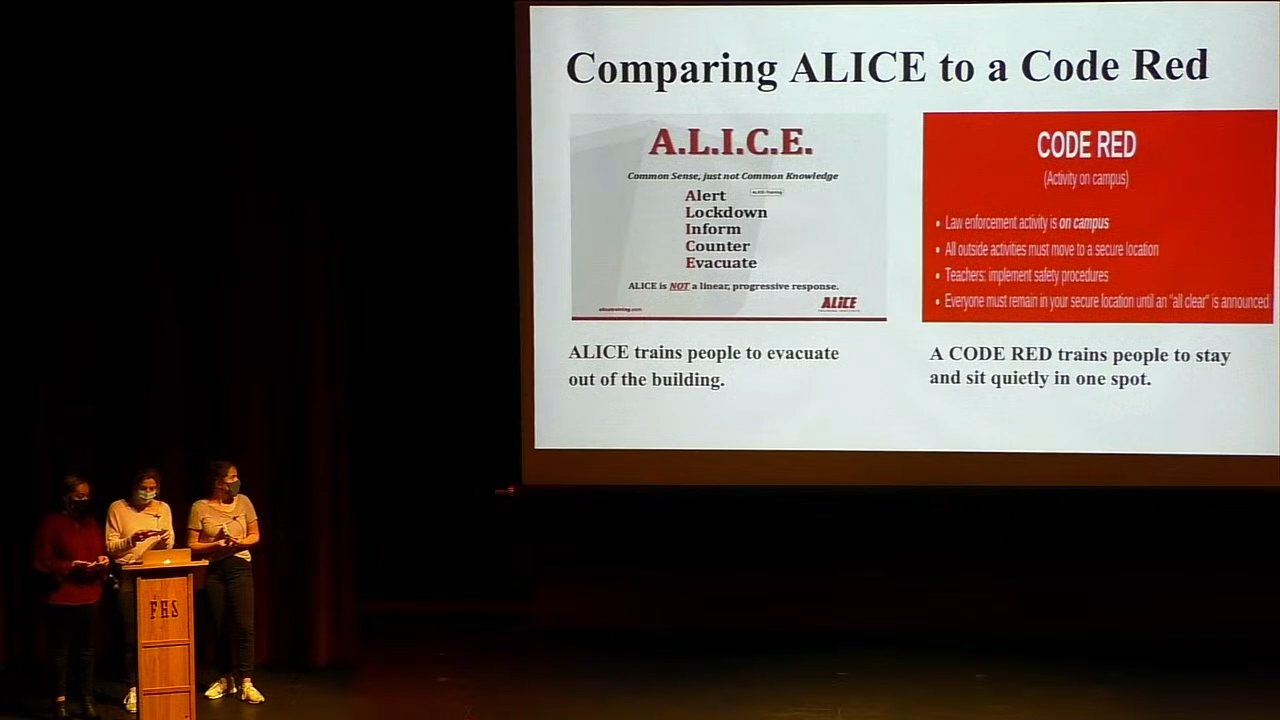 Comparing ALICE to a Code Red
A.L.I.C.E.
Common Sense, just not Common Knowledge
Alert
Lockdown
Inform
Counter
Evacuate
ALICE is NOT a linear, progressive response.
alicetraining.com
ALICE
TRAINING INSTITUTE
ALICE trains people to evacuate
out of the building.
CODE RED
(Activity on campus)
• Law enforcement activity is on campus
• All outside activities must move to a secure location
• Teachers: implement safety procedures
• Everyone must remain in your secure location until an "all clear" is announced
A CODE RED trains people to stay
and sit quietly in one spot.
FHS